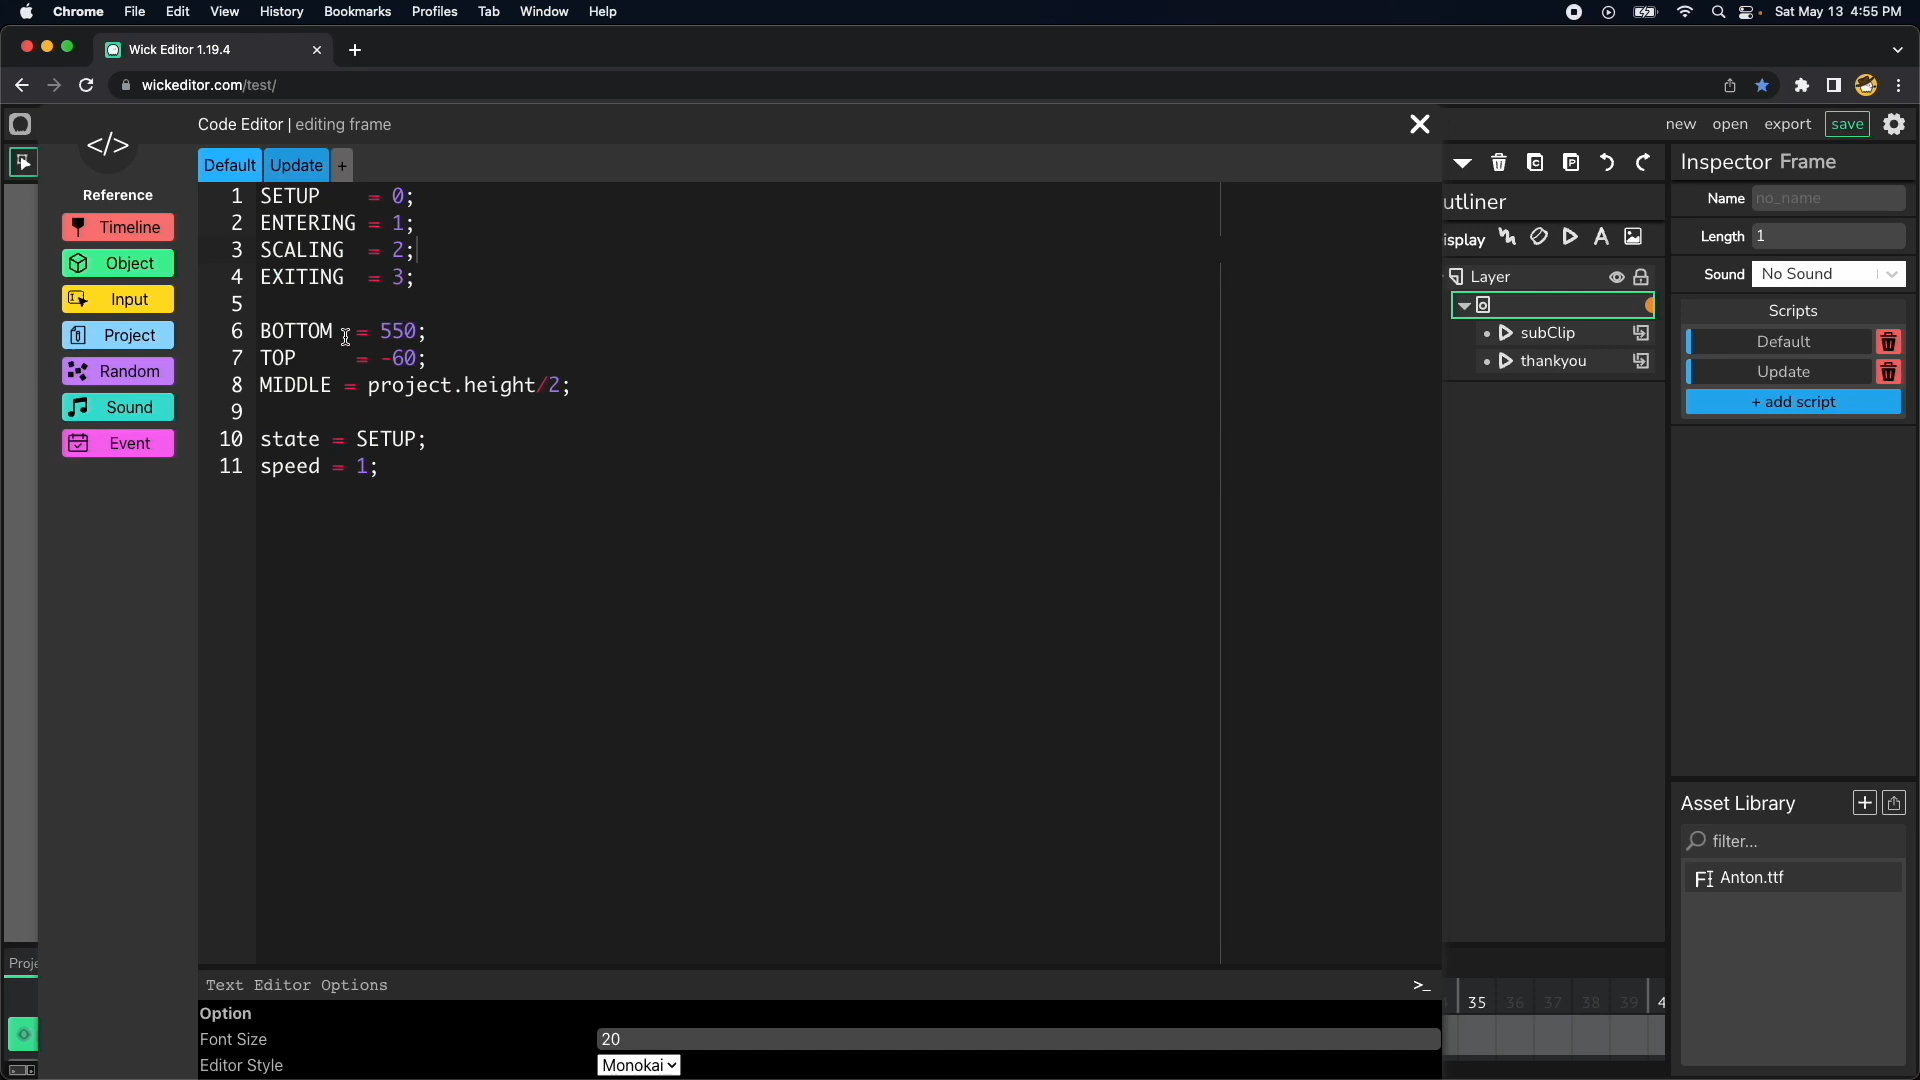 Chrome File Edit View History Bookmarks Profiles Tab Window Help Sat May 13 4:55 PM
Wick Editor 1.19.4
wickeditor.com/test/
Code Editor | editing frame
new open export save
</>
Default Update +
Inspector Frame
Reference
Timeline
Object
Input
Project
Random
Sound
Event
1 SETUP    = 0;
2 ENTERING = 1;
3 SCALING  = 2;
4 EXITING  = 3;
5
6 BOTTOM  = 550;
7 TOP     = -60;
8 MIDDLE = project.height/2;
9
10 state = SETUP;
11 speed = 1;
utliner
isplay
Layer
subClip
thankyou
Name no_name
Length 1
Sound No Sound
Scripts
Default
Update
+ add script
Asset Library
filter...
Anton.ttf
Proje
35 36 37 38 39 4
Text Editor Options >_
Option
Font Size 20
Editor Style Monokai